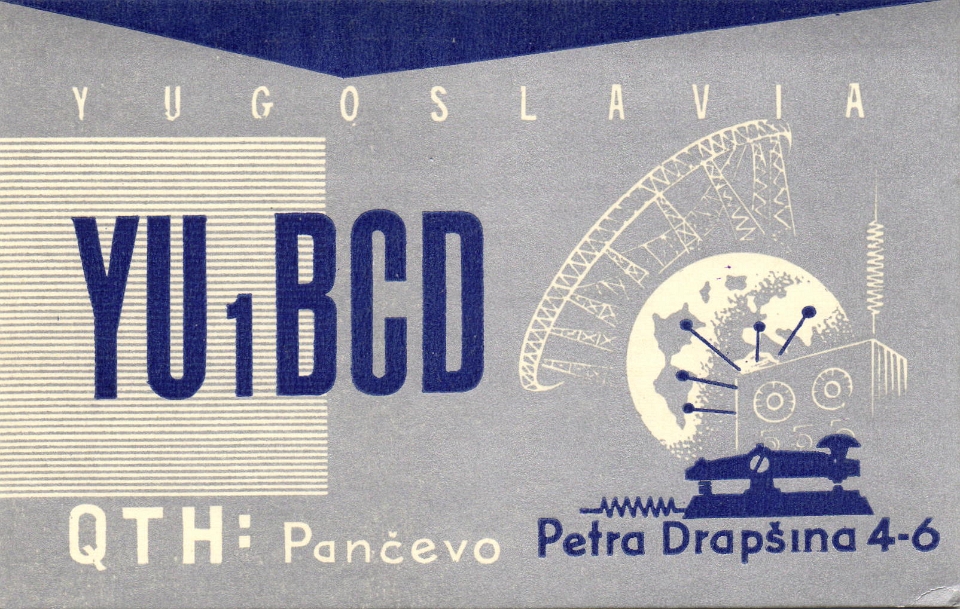 YUGOSLAVIA
YU1BCD
QTH: Pančevo
Petra Drapšina 4-6